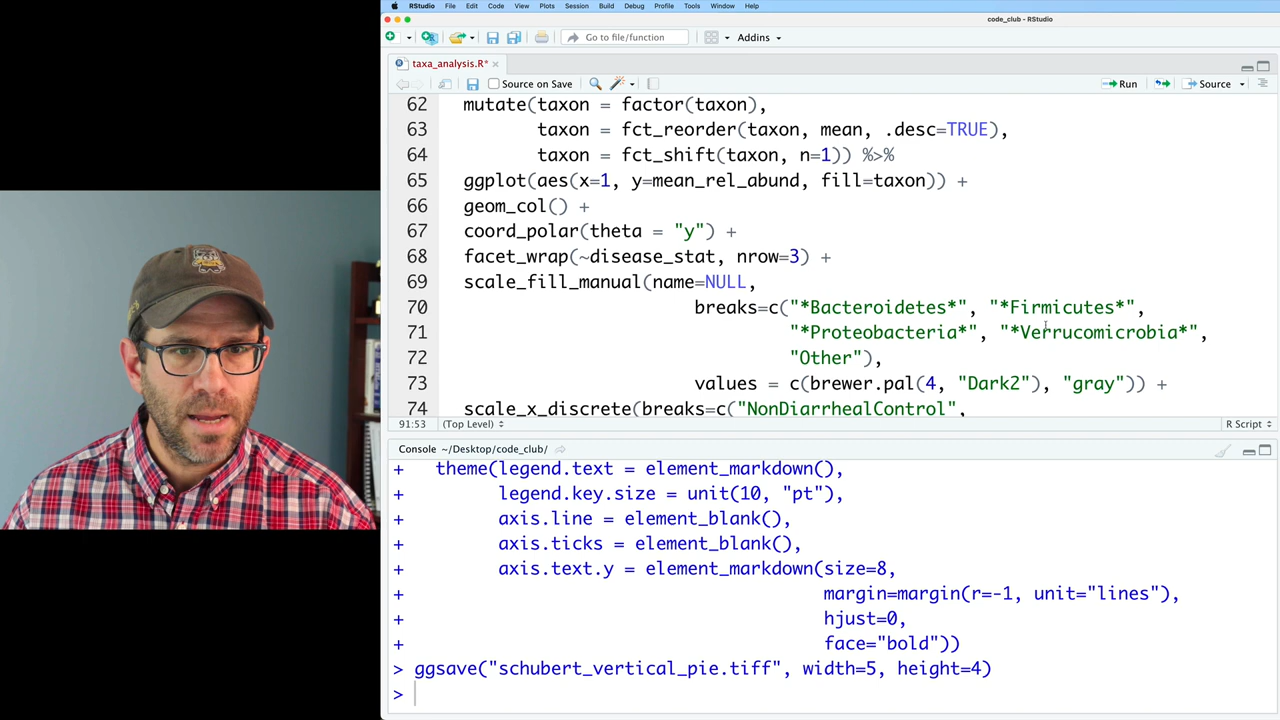 RStudio File Edit Code View Plots Session Build Debug Profile Tools Window Help
code_club - RStudio
Go to file/function Addins
taxa_analysis.R*
Source on Save Run Source
62 mutate(taxon = factor(taxon),
63 taxon = fct_reorder(taxon, mean, .desc=TRUE),
64 taxon = fct_shift(taxon, n=1)) %>%
65 ggplot(aes(x=1, y=mean_rel_abund, fill=taxon)) +
66 geom_col() +
67 coord_polar(theta = "y") +
68 facet_wrap(~disease_stat, nrow=3) +
69 scale_fill_manual(name=NULL,
70 breaks=c("*Bacteroidetes*", "*Firmicutes*",
71 "*Proteobacteria*", "*Verrucomicrobia*",
72 "Other"),
73 values = c(brewer.pal(4, "Dark2"), "gray")) +
74 scale_x_discrete(breaks=c("NonDiarrhealControl",
91:53 (Top Level) R Script
Console ~/Desktop/code_club/
+ theme(legend.text = element_markdown(),
+ legend.key.size = unit(10, "pt"),
+ axis.line = element_blank(),
+ axis.ticks = element_blank(),
+ axis.text.y = element_markdown(size=8,
+ margin=margin(r=-1, unit="lines"),
+ hjust=0,
+ face="bold"))
> ggsave("schubert_vertical_pie.tiff", width=5, height=4)
>